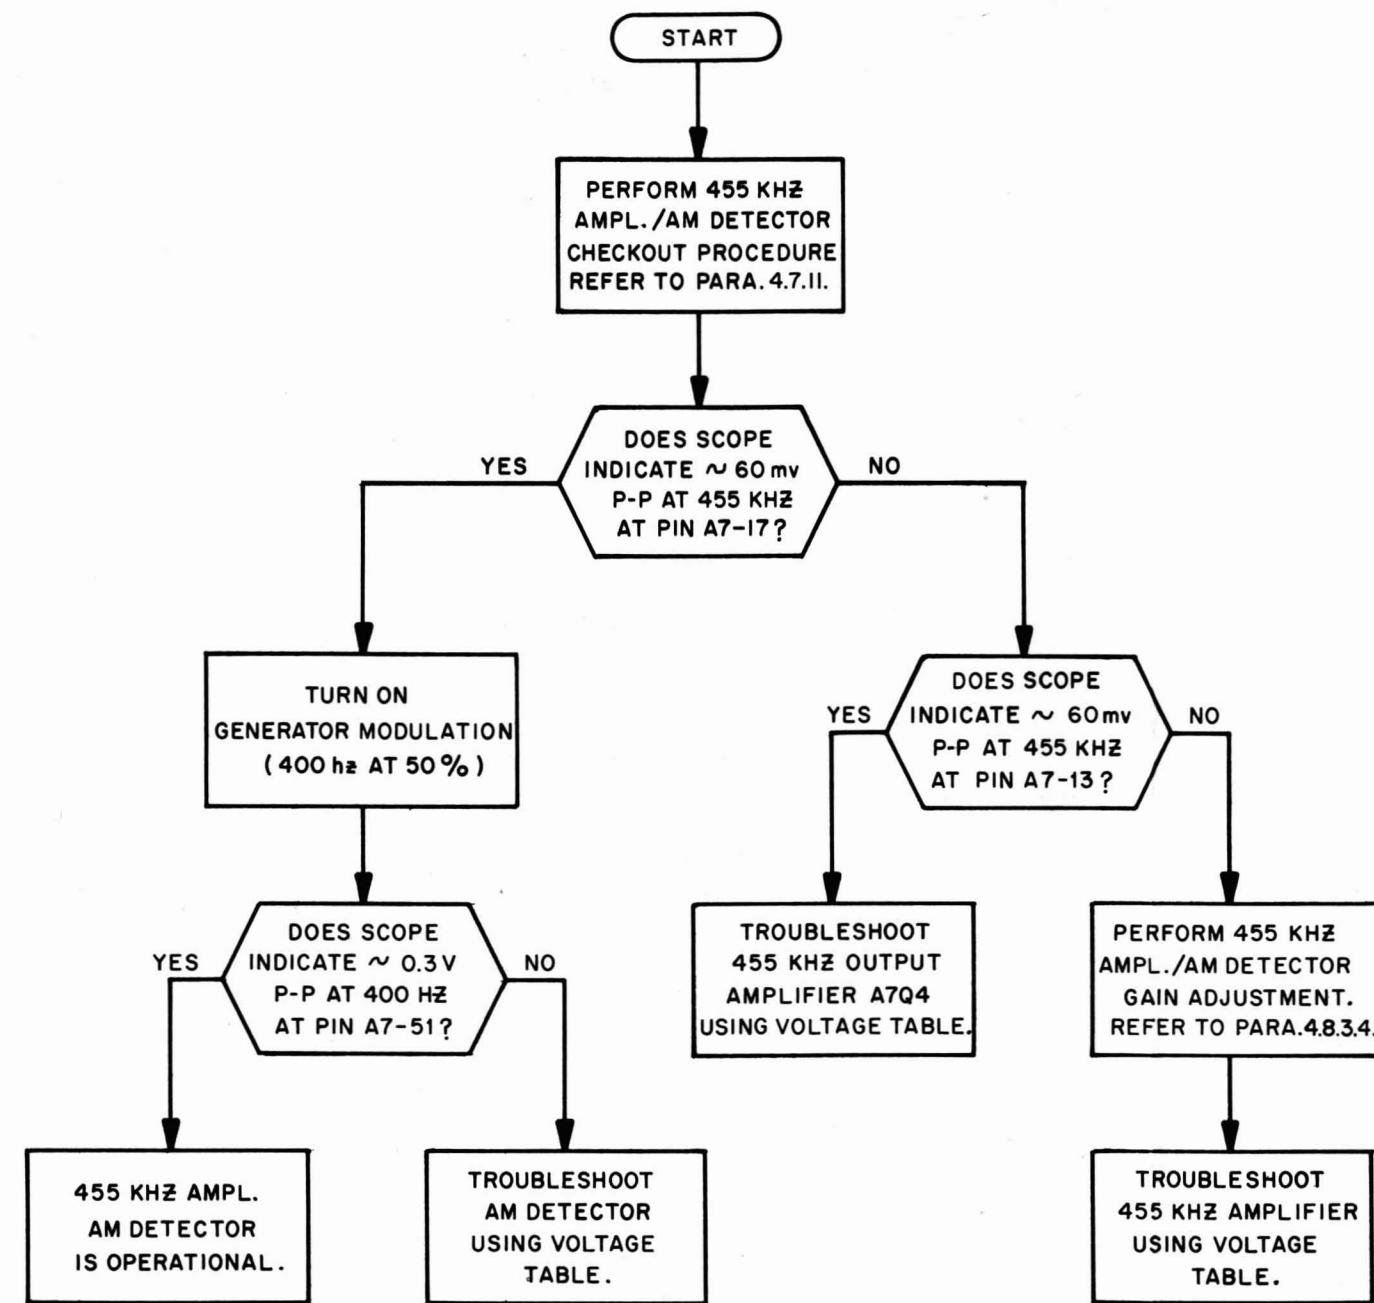 START
PERFORM 455 KHZ
AMPL./AM DETECTOR
CHECKOUT PROCEDURE
REFER TO PARA. 4.7.11.
DOES SCOPE
INDICATE ~ 60 mv
P-P AT 455 KHZ
AT PIN A7-17?
YES
NO
TURN ON
GENERATOR MODULATION
(400 hz AT 50%)
DOES SCOPE
INDICATE ~ 60 mv
P-P AT 455 KHZ
AT PIN A7-13?
YES
NO
DOES SCOPE
INDICATE ~ 0.3 V
P-P AT 400 HZ
AT PIN A7-51?
YES
NO
TROUBLESHOOT
455 KHZ OUTPUT
AMPLIFIER A7Q4
USING VOLTAGE TABLE.
PERFORM 455 KHZ
AMPL./AM DETECTOR
GAIN ADJUSTMENT.
REFER TO PARA. 4.8.3.4.
455 KHZ AMPL.
AM DETECTOR
IS OPERATIONAL.
TROUBLESHOOT
AM DETECTOR
USING VOLTAGE
TABLE.
TROUBLESHOOT
455 KHZ AMPLIFIER
USING VOLTAGE
TABLE.